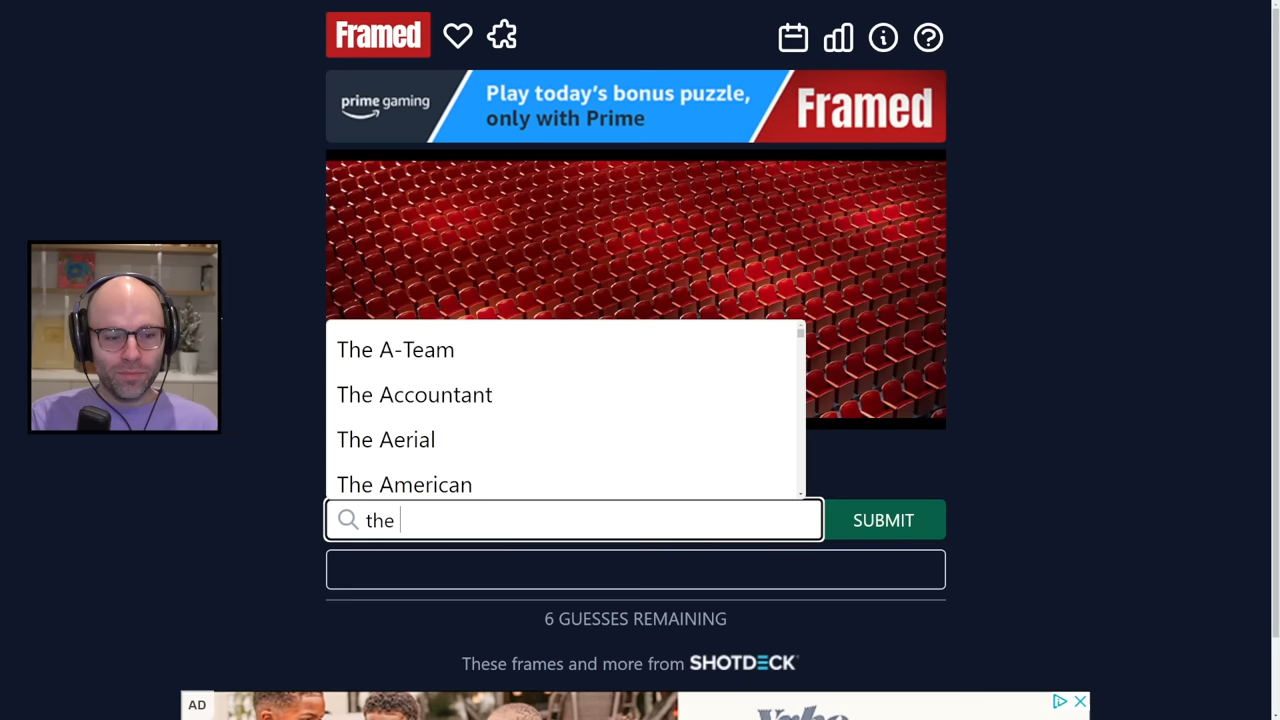 Framed
prime gaming
Play today's bonus puzzle,
only with Prime
Framed
The A-Team
The Accountant
The Aerial
The American
the
SUBMIT
6 GUESSES REMAINING
These frames and more from SHOTDECK
AD